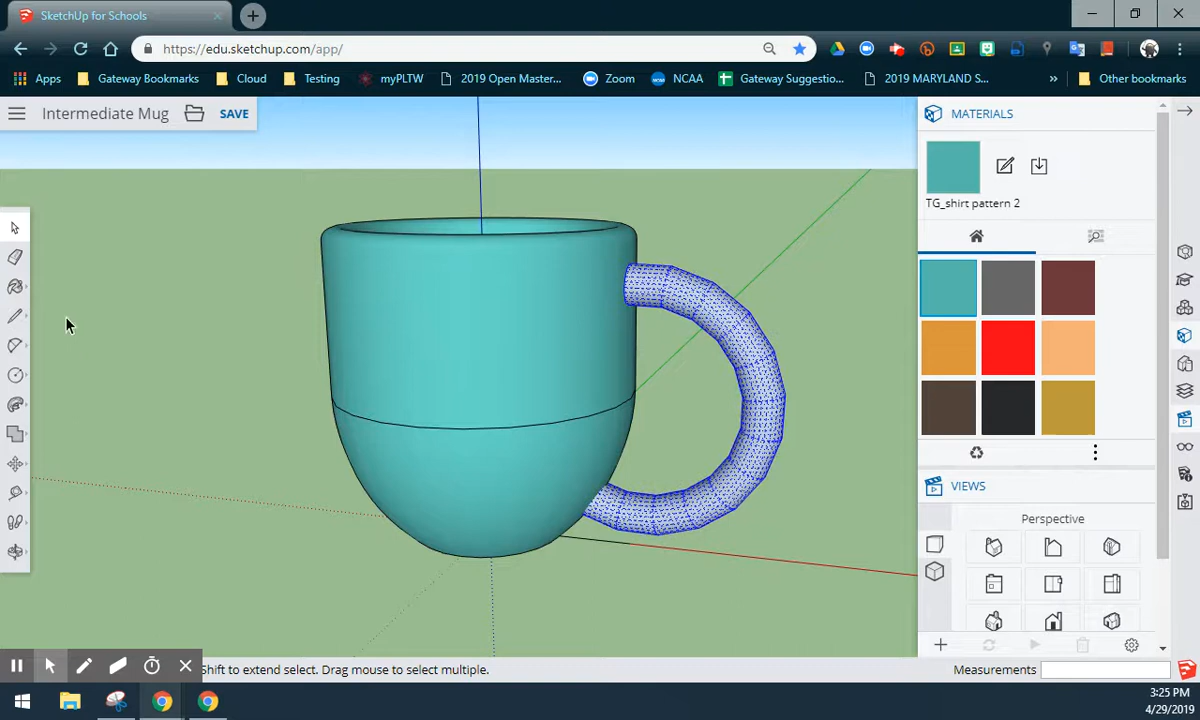 SketchUp for Schools
https://edu.sketchup.com/app/
Apps Gateway Bookmarks Cloud Testing myPLTW 2019 Open Master... Zoom NCAA Gateway Suggestio... 2019 MARYLAND S... » Other bookmarks
Intermediate Mug SAVE
MATERIALS
TG_shirt pattern 2
VIEWS
Perspective
Shift to extend select. Drag mouse to select multiple.
Measurements
3:25 PM
4/29/2019